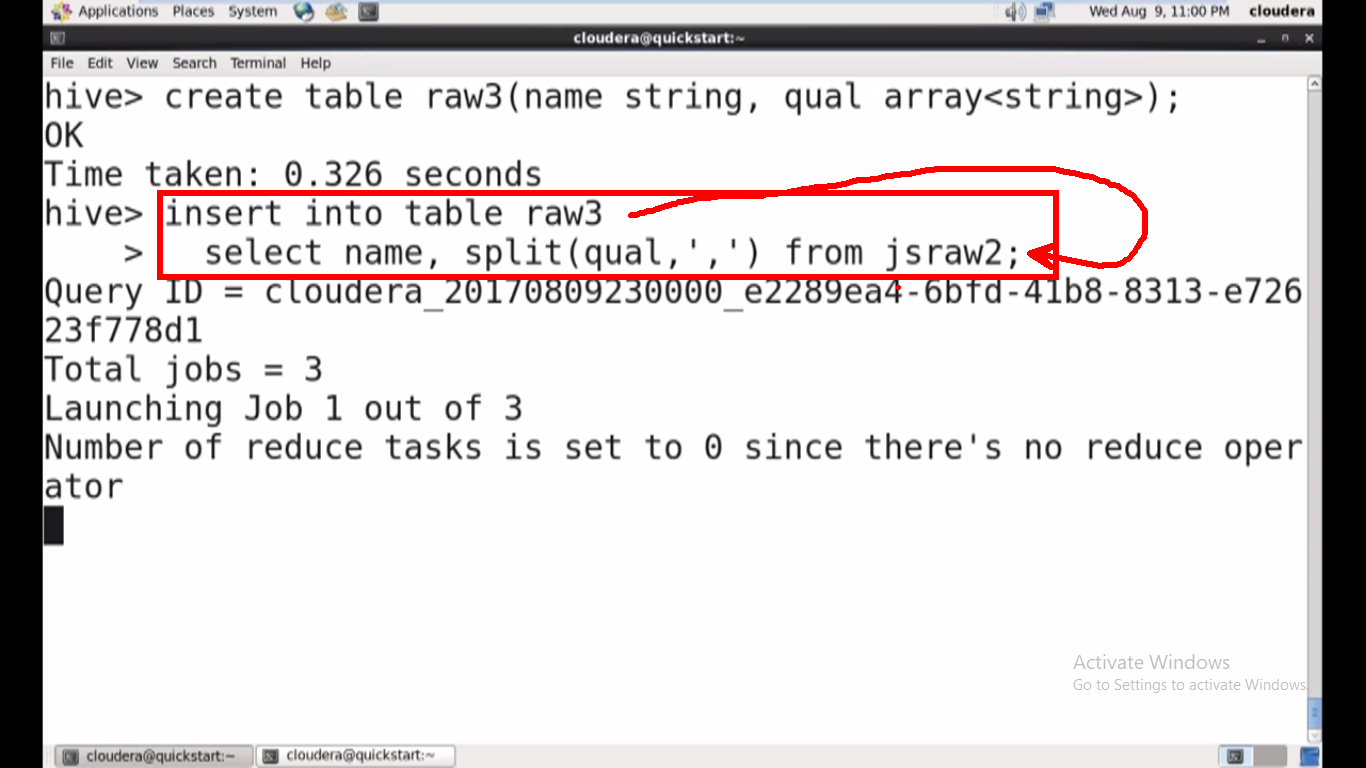 Applications Places System
Wed Aug 9, 11:00 PM cloudera
cloudera@quickstart:~
File Edit View Search Terminal Help
hive> create table raw3(name string, qual array<string>);
OK
Time taken: 0.326 seconds
hive> insert into table raw3
> select name, split(qual,',') from jsraw2;
Query ID = cloudera_20170809230000_e2289ea4-6bfd-41b8-8313-e726
23f778d1
Total jobs = 3
Launching Job 1 out of 3
Number of reduce tasks is set to 0 since there's no reduce oper
ator
Activate Windows
Go to Settings to activate Windows.
cloudera@quickstart:~ cloudera@quickstart:~